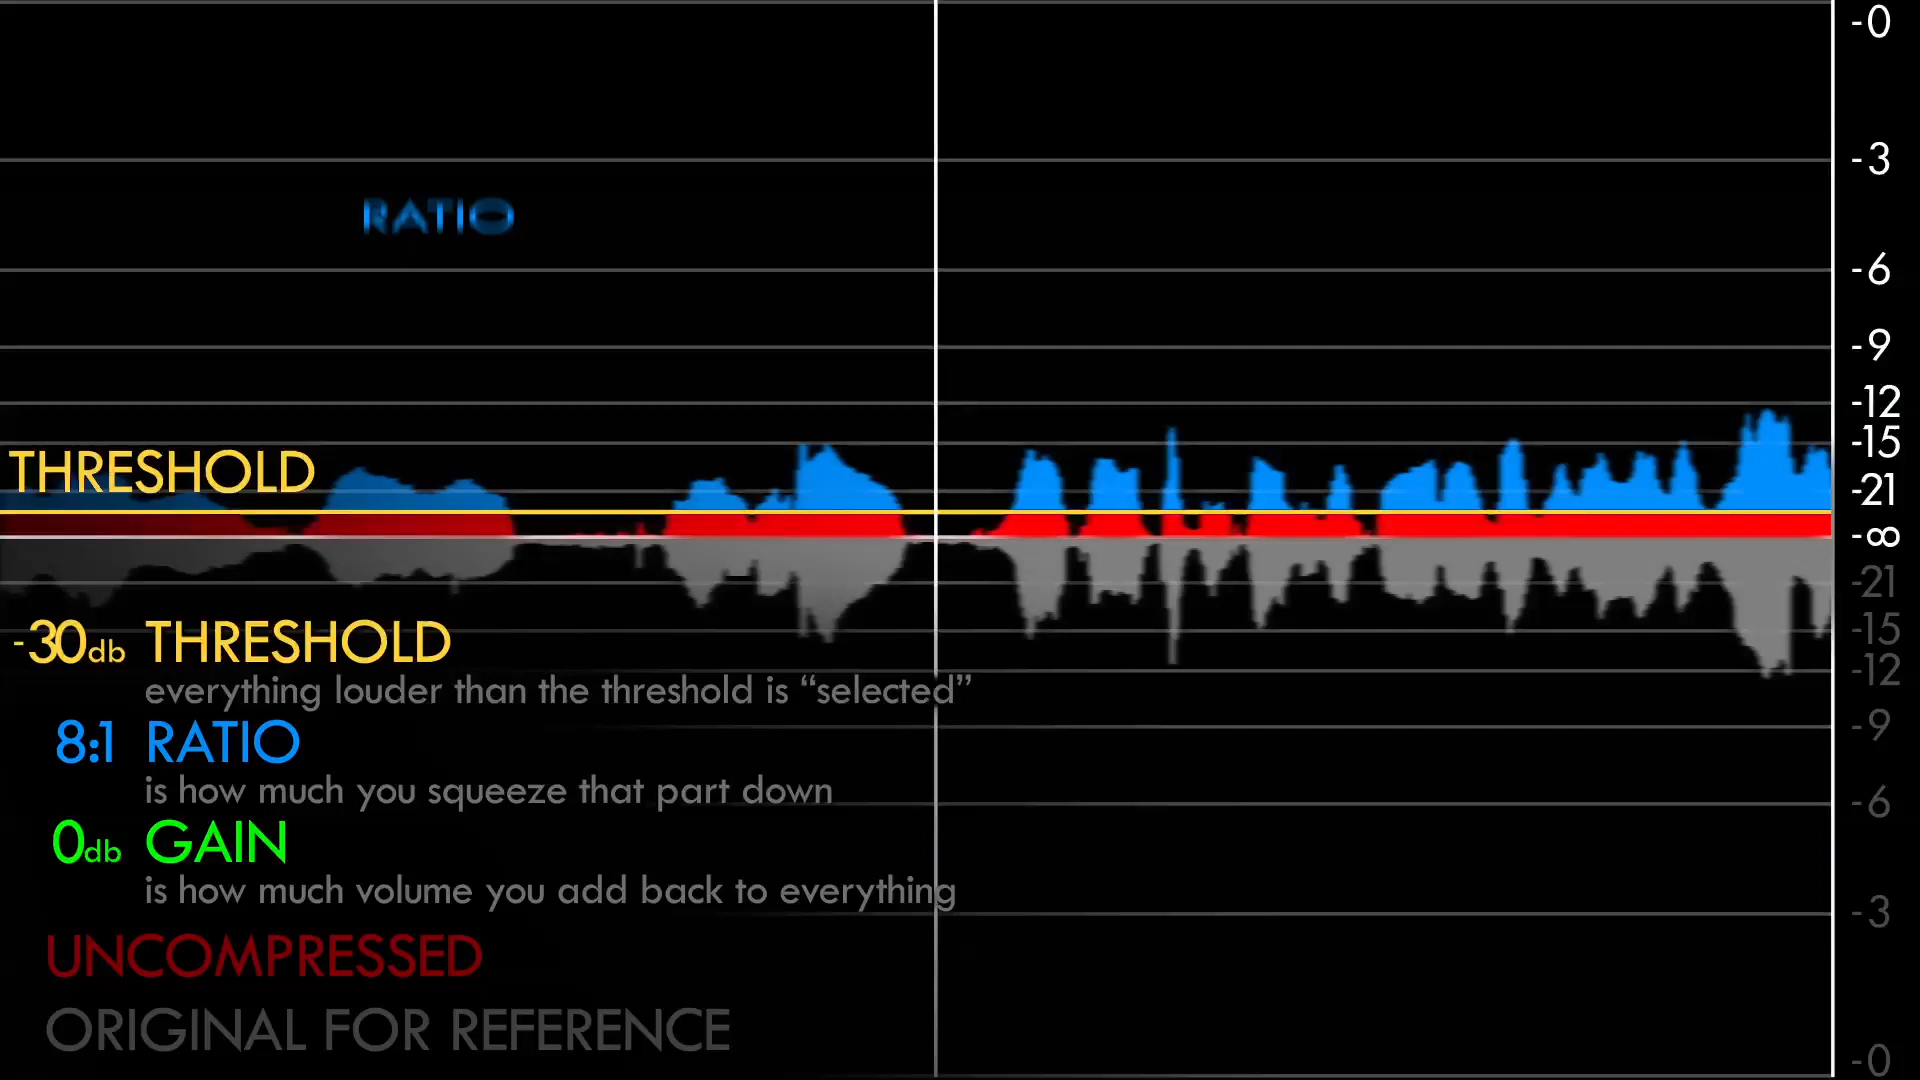 -0
-3
RATIO
-6
-9
-12
-15
THRESHOLD
-21
-∞
-21
-15
-30db THRESHOLD
-12
everything louder than the threshold is “selected”
-9
8:1 RATIO
is how much you squeeze that part down
-6
0db GAIN
is how much volume you add back to everything
-3
UNCOMPRESSED
ORIGINAL FOR REFERENCE
-0